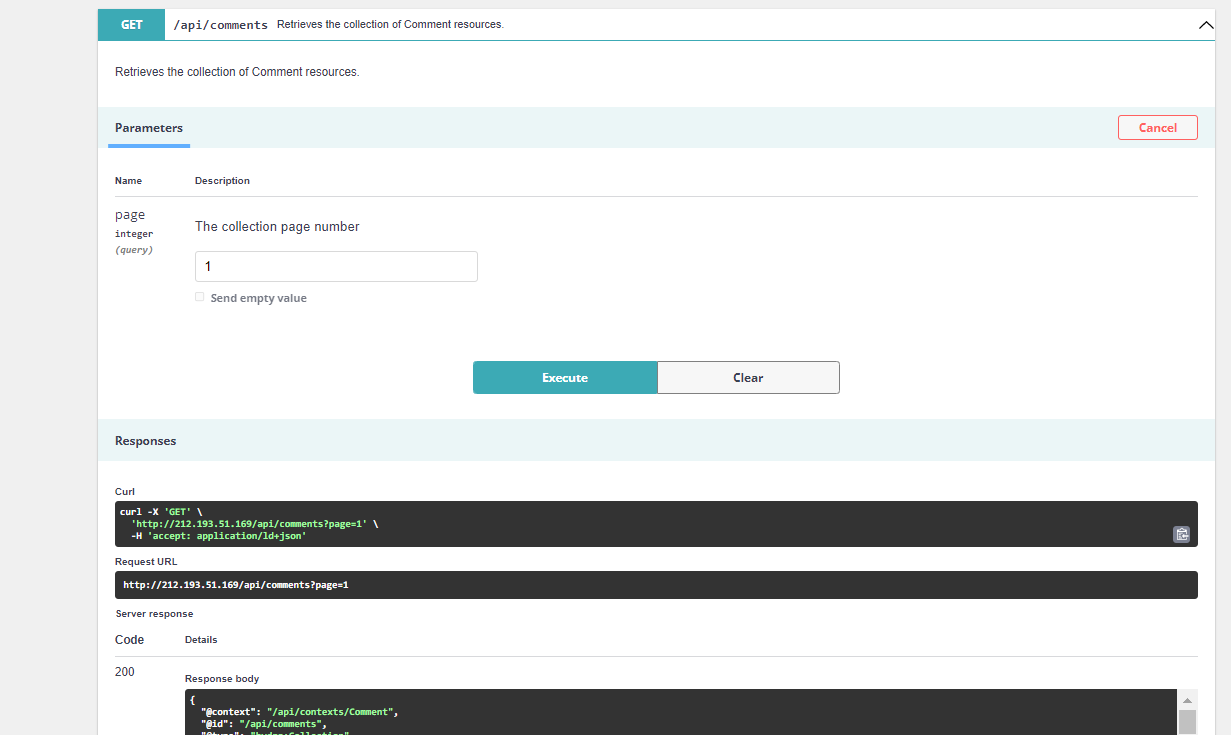 GET /api/comments Retrieves the collection of Comment resources.
Retrieves the collection of Comment resources.
Parameters
Cancel
Name Description
page
integer
(query)
The collection page number
1
Send empty value
Execute Clear
Responses
Curl
curl -X 'GET' \
'http://212.193.51.169/api/comments?page=1' \
-H 'accept: application/ld+json'
Request URL
http://212.193.51.169/api/comments?page=1
Server response
Code Details
200
Response body
{
"@context": "/api/contexts/Comment",
"@id": "/api/comments",